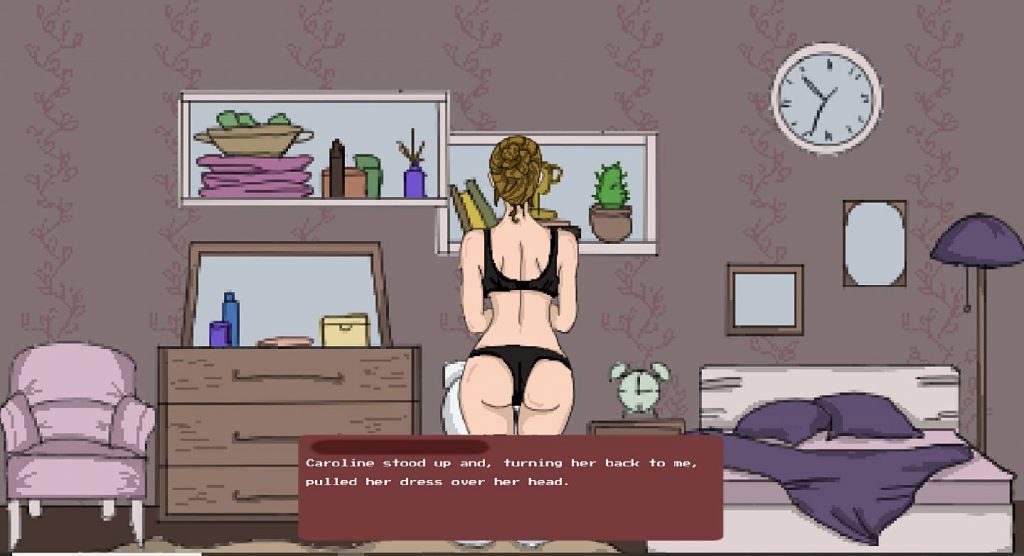 Caroline stood up and, turning her back to me,
pulled her dress over her head.